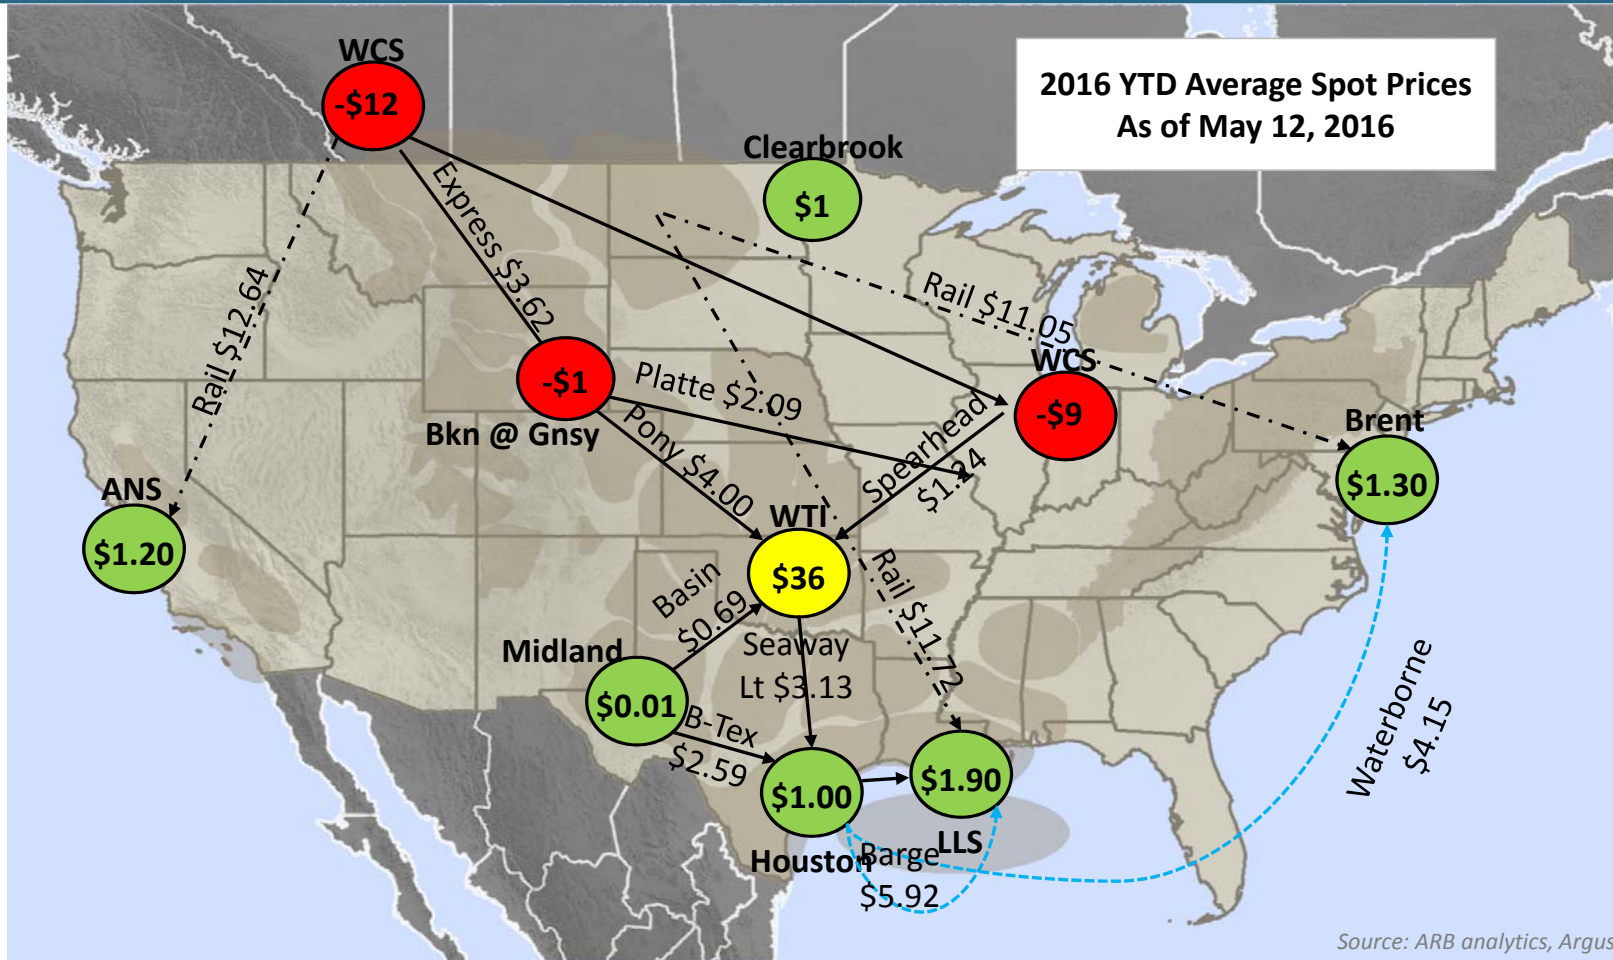 2016 YTD Average Spot Prices
As of May 12, 2016
WCS
-$12
Clearbrook
$1
Express $3.62
Rail $12.64
Rail $11.05
WCS
-$9
-$1
Bkn @ Gnsy
Platte $2.09
Pony $4.00
Spearhead
$1.24
Brent
$1.30
ANS
$1.20
WTI
$36
Basin
$0.69
Rail $11.72
Seaway
Lt $3.13
Midland
$0.01
B-Tex
$2.59
$1.00
Houston
$1.90
LLS
Barge
$5.92
Waterborne
$4.15
Source: ARB analytics, Argus